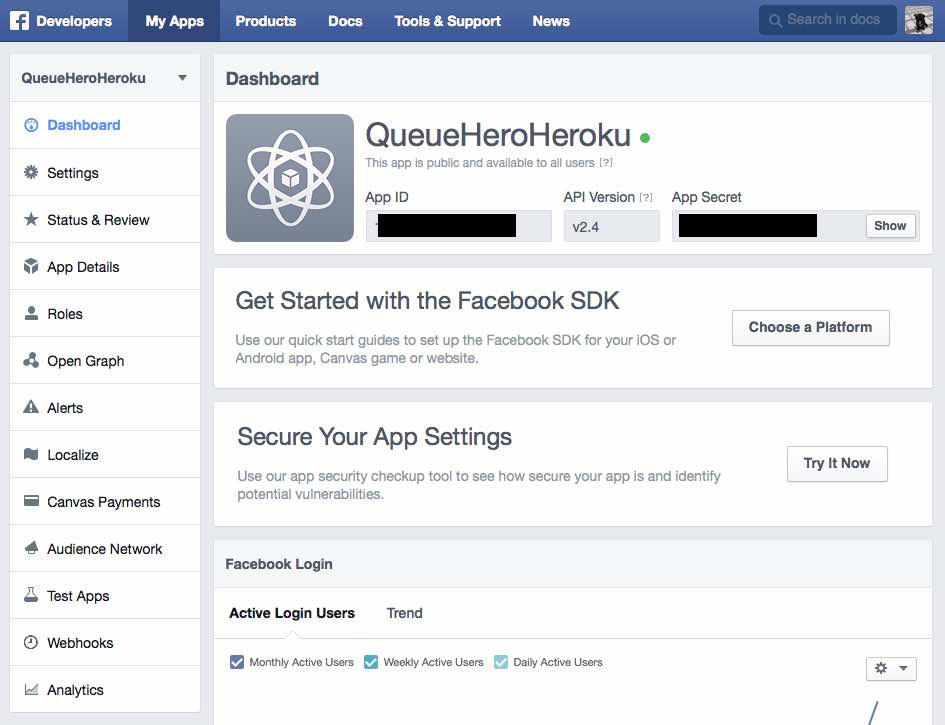 Developers
My Apps
Products
Docs
Tools & Support
News
Search in docs
QueueHeroHeroku
Dashboard
Settings
Status & Review
App Details
Roles
Open Graph
Alerts
Localize
Canvas Payments
Audience Network
Test Apps
Webhooks
Analytics
Dashboard
QueueHeroHeroku
This app is public and available to all users [?]
App ID
API Version [?]
v2.4
App Secret
Show
Get Started with the Facebook SDK
Use our quick start guides to set up the Facebook SDK for your iOS or
Android app, Canvas game or website.
Choose a Platform
Secure Your App Settings
Use our app security checkup tool to see how secure your app is and identify
potential vulnerabilities.
Try It Now
Facebook Login
Active Login Users
Trend
Monthly Active Users
Weekly Active Users
Daily Active Users